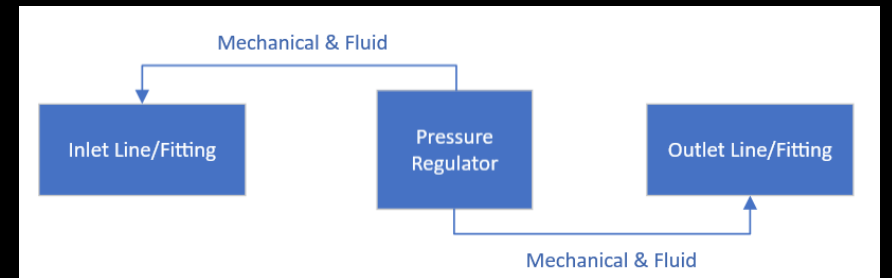 Mechanical & Fluid
Inlet Line/Fitting
Pressure
Regulator
Outlet Line/Fitting
Mechanical & Fluid